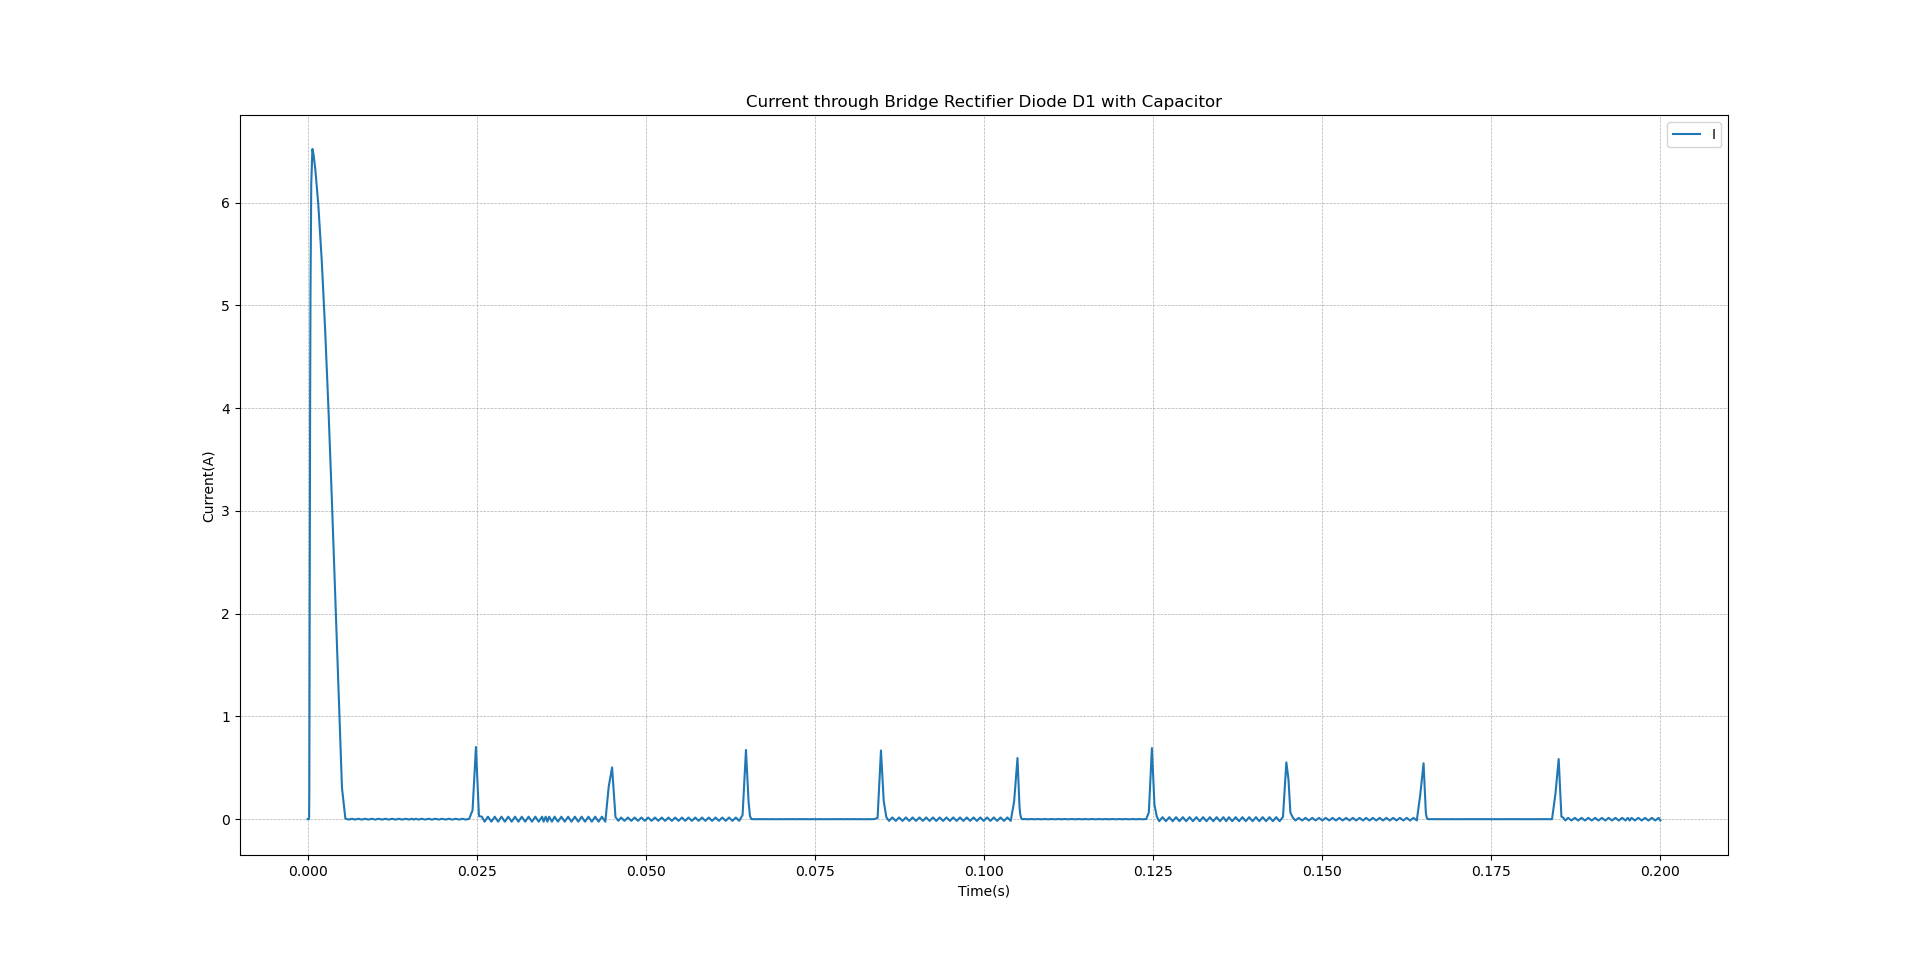 Current through Bridge Rectifier Diode D1 with Capacitor
I
6
5
4
3
2
1
0
Current(A)
0.000 0.025 0.050 0.075 0.100 0.125 0.150 0.175 0.200
Time(s)